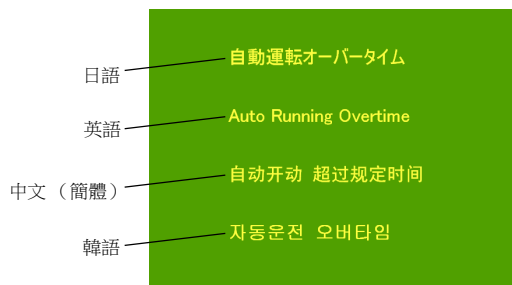 自動運転オーバータイム
日語
Auto Running Overtime
英語
自动开动 超过规定时间
中文（簡體）
자동운전 오버타임
韓語